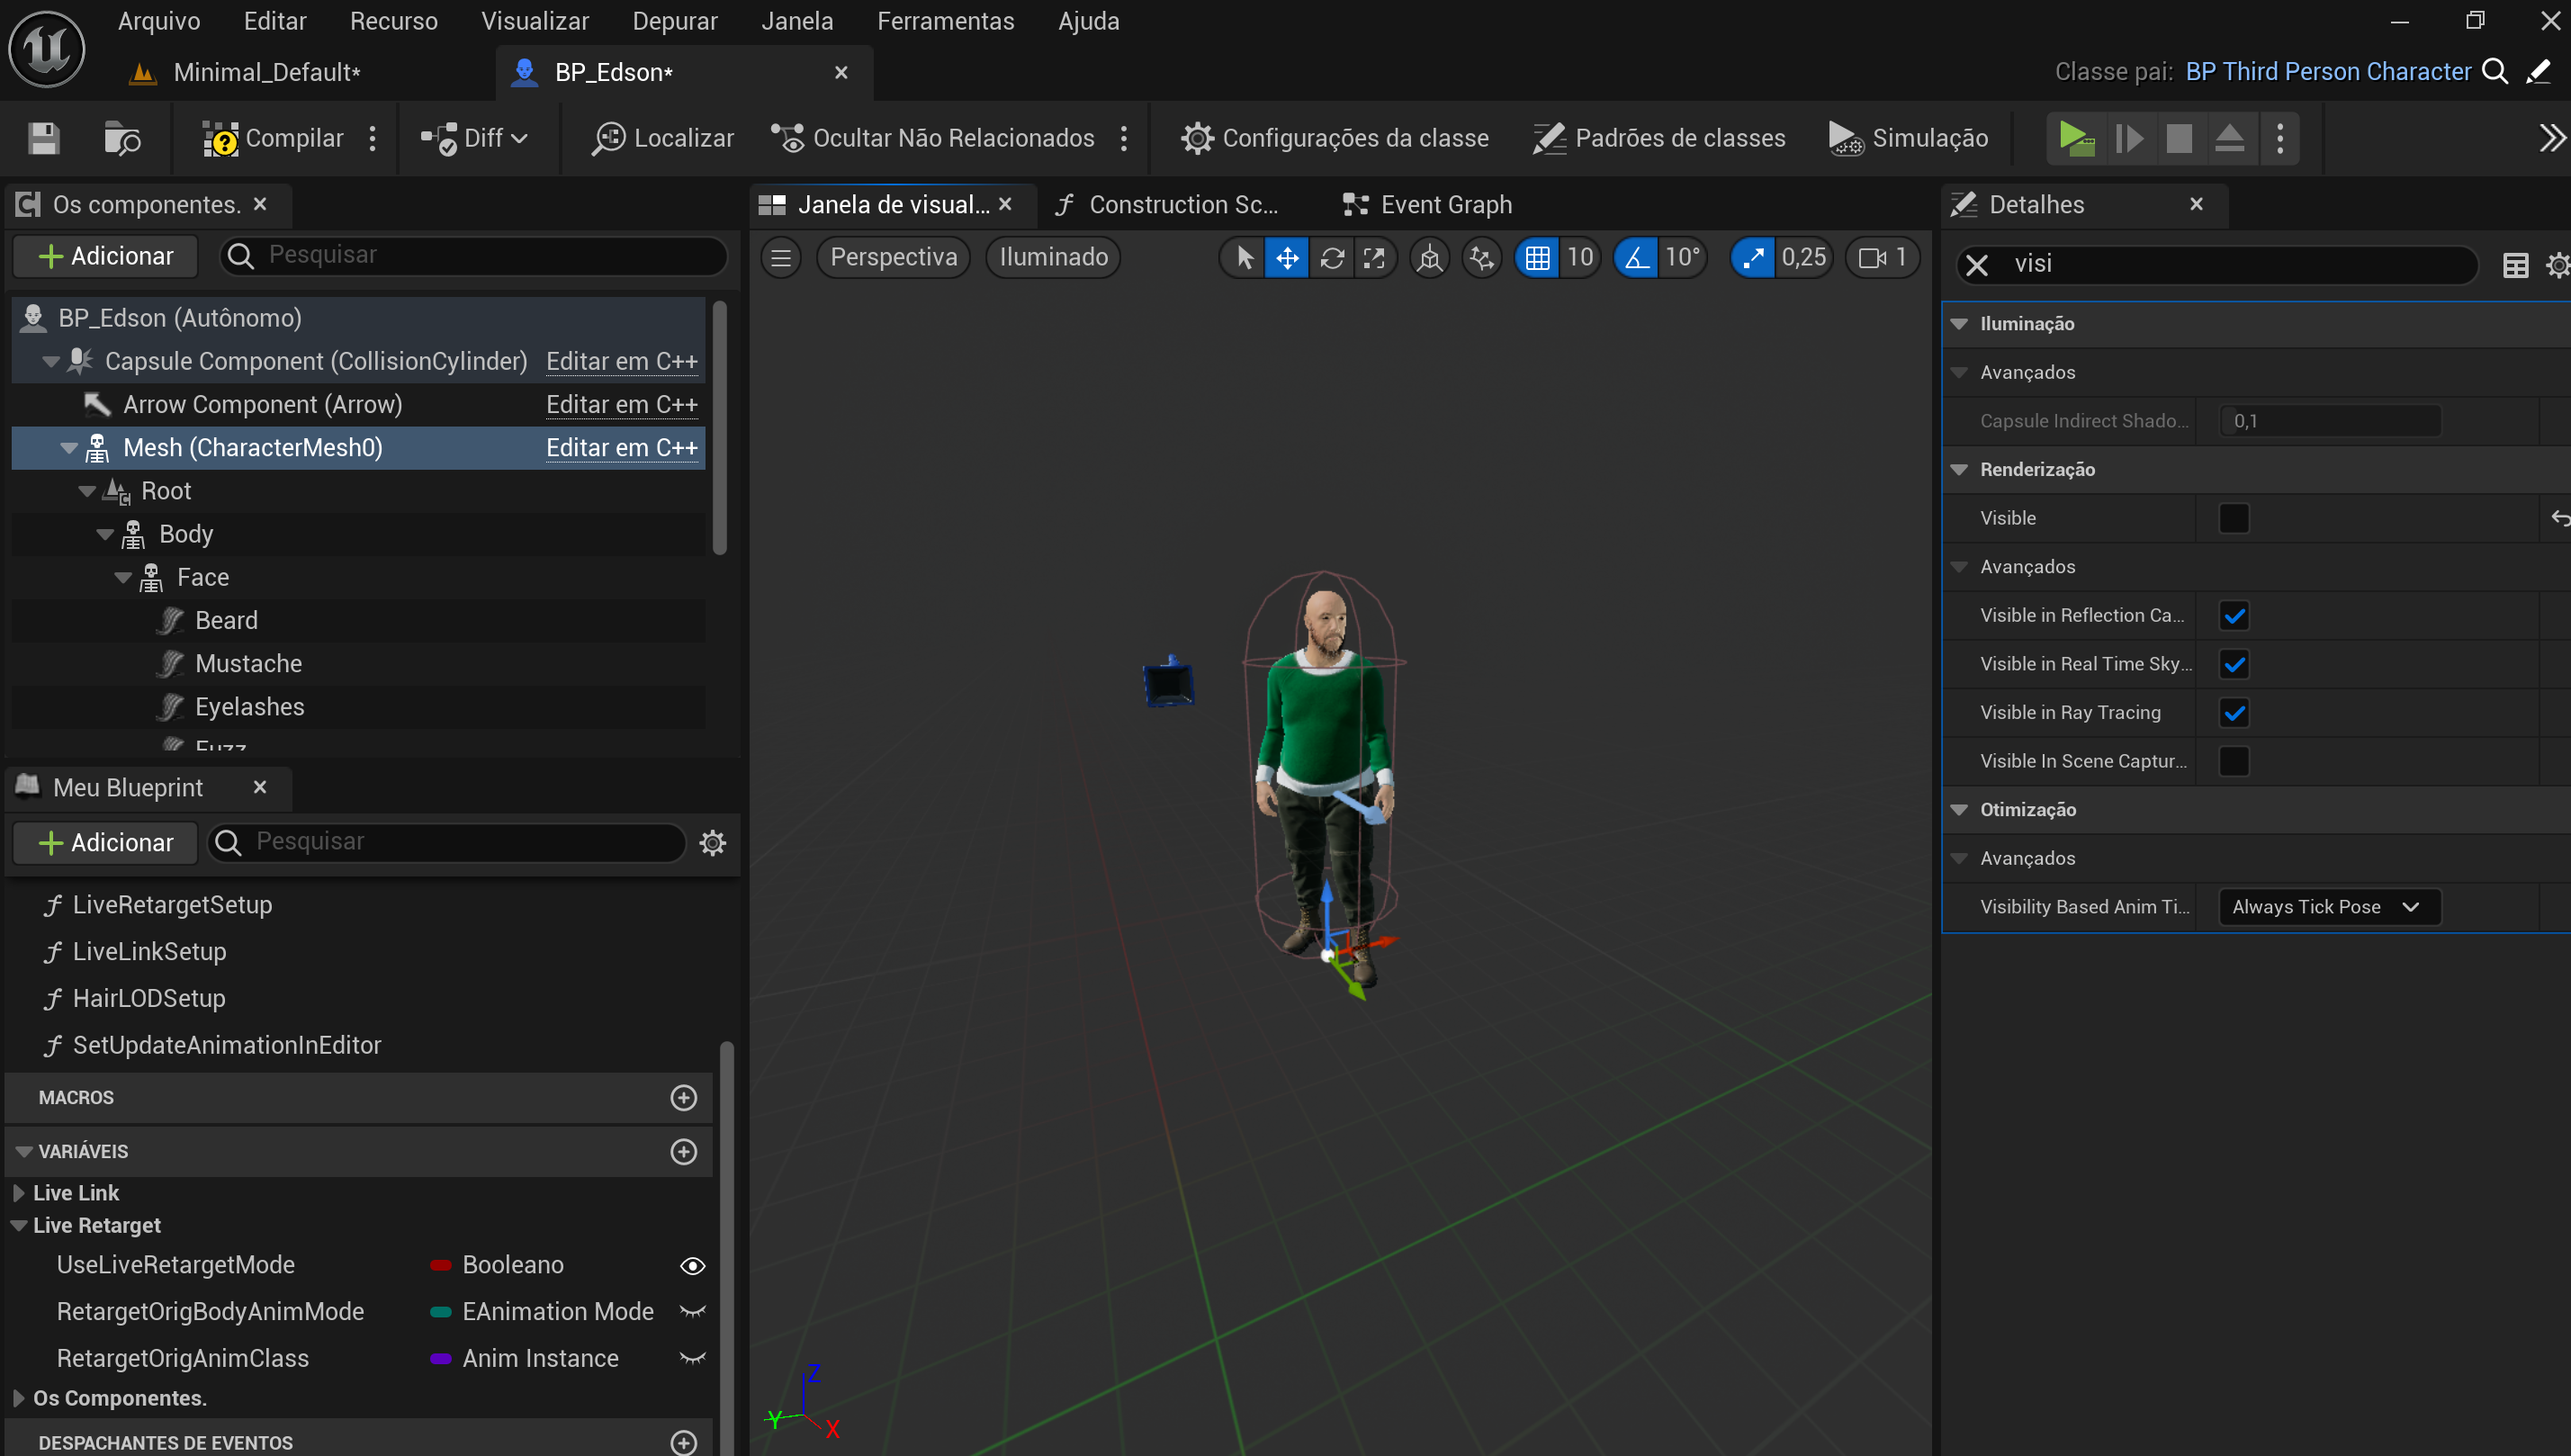 Arquivo Editar Recurso Visualizar Depurar Janela Ferramentas Ajuda
Minimal_Default*
BP_Edson*
Classe pai: BP Third Person Character
Compilar
Diff
Localizar
Ocultar Não Relacionados
Configurações da classe
Padrões de classes
Simulação
Os componentes.
Adicionar
Pesquisar
BP_Edson (Autônomo)
Capsule Component (CollisionCylinder) Editar em C++
Arrow Component (Arrow) Editar em C++
Mesh (CharacterMesh0) Editar em C++
Root
Body
Face
Beard
Mustache
Eyelashes
Fuzz
Meu Blueprint
Adicionar
Pesquisar
LiveRetargetSetup
LiveLinkSetup
HairLODSetup
SetUpdateAnimationInEditor
MACROS
VARIÁVEIS
Live Link
Live Retarget
UseLiveRetargetMode Booleano
RetargetOrigBodyAnimMode EAnimation Mode
RetargetOrigAnimClass Anim Instance
Os Componentes.
DESPACHANTES DE EVENTOS
Janela de visual...
Construction Sc...
Event Graph
Perspectiva
Iluminado
10
10°
0,25
1
Z
Y
X
Detalhes
visi
Iluminação
Avançados
Capsule Indirect Shado... 0,1
Renderização
Visible
Avançados
Visible in Reflection Ca...
Visible in Real Time Sky...
Visible in Ray Tracing
Visible In Scene Captur...
Otimização
Avançados
Visibility Based Anim Ti... Always Tick Pose